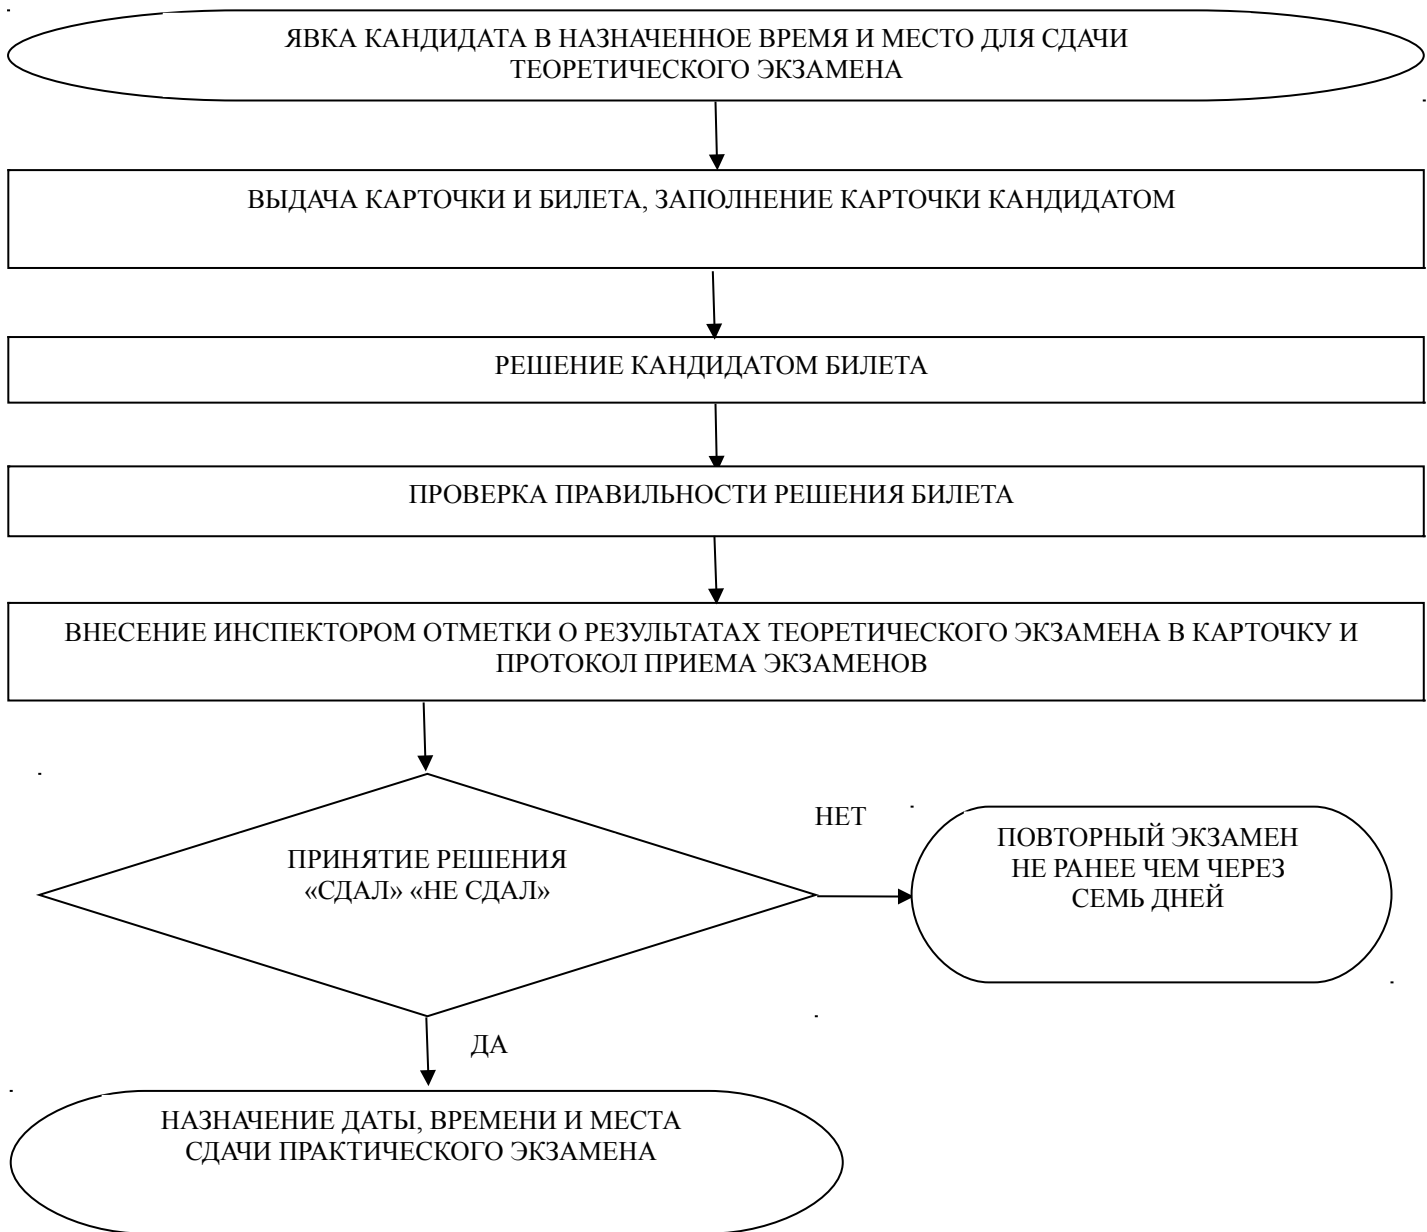 ЯВКА КАНДИДАТА В НАЗНАЧЕННОЕ ВРЕМЯ И МЕСТО ДЛЯ СДАЧИ
ТЕОРЕТИЧЕСКОГО ЭКЗАМЕНА
ВЫДАЧА КАРТОЧКИ И БИЛЕТА, ЗАПОЛНЕНИЕ КАРТОЧКИ КАНДИДАТОМ
РЕШЕНИЕ КАНДИДАТОМ БИЛЕТА
ПРОВЕРКА ПРАВИЛЬНОСТИ РЕШЕНИЯ БИЛЕТА
ВНЕСЕНИЕ ИНСПЕКТОРОМ ОТМЕТКИ О РЕЗУЛЬТАТАХ ТЕОРЕТИЧЕСКОГО ЭКЗАМЕНА В КАРТОЧКУ И
ПРОТОКОЛ ПРИЕМА ЭКЗАМЕНОВ
ПРИНЯТИЕ РЕШЕНИЯ
«СДАЛ» «НЕ СДАЛ»
НЕТ
ПОВТОРНЫЙ ЭКЗАМЕН
НЕ РАНЕЕ ЧЕМ ЧЕРЕЗ
СЕМЬ ДНЕЙ
ДА
НАЗНАЧЕНИЕ ДАТЫ, ВРЕМЕНИ И МЕСТА
СДАЧИ ПРАКТИЧЕСКОГО ЭКЗАМЕНА